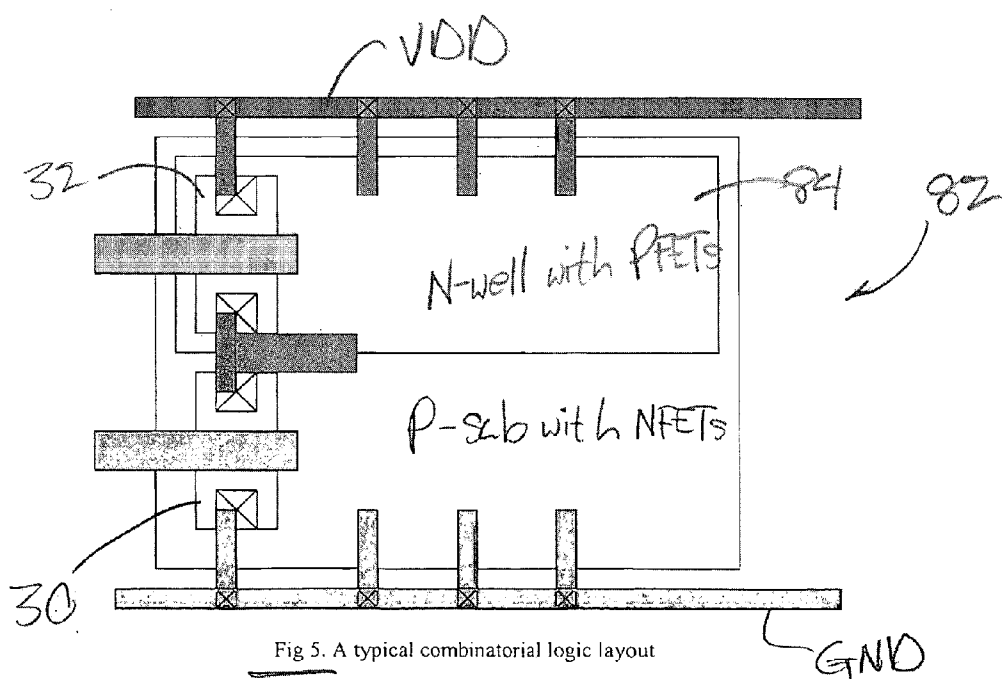 VDD
32
84
82
N-well with PFETs
P-sub with NFETs
30
Fig 5. A typical combinatorial logic layout
GND